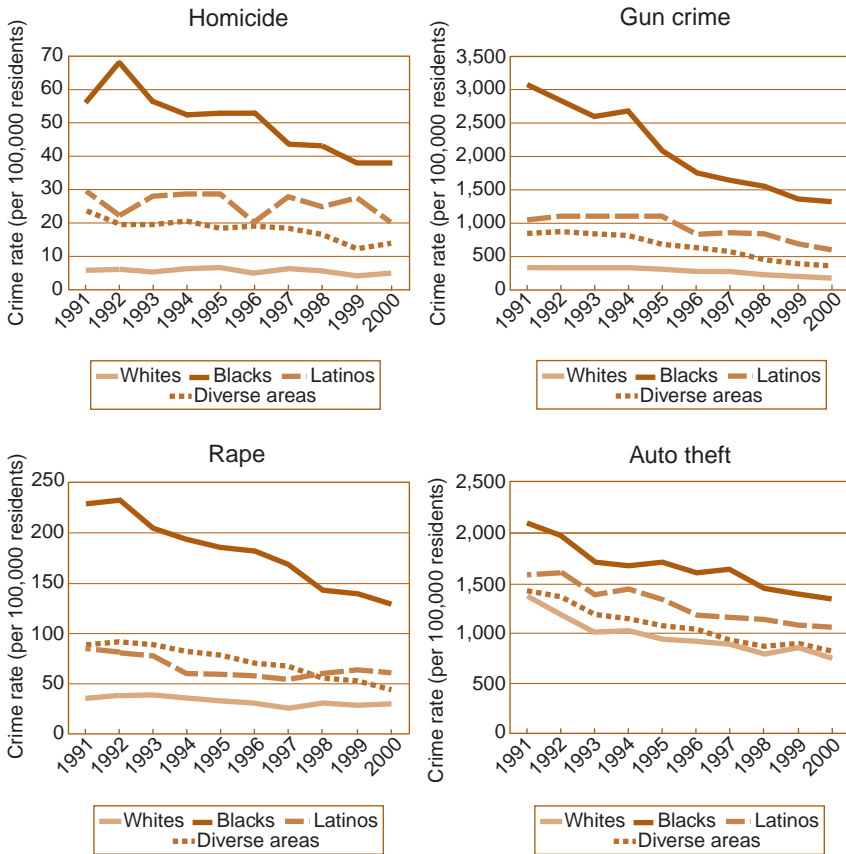 Homicide
Crime rate (per 100,000 residents)
70
60
50
40
30
20
10
0
1991 1992 1993 1994 1995 1996 1997 1998 1999 2000
Whites Blacks Latinos
Diverse areas
Gun crime
Crime rate (per 100,000 residents)
3,500
3,000
2,500
2,000
1,500
1,000
500
0
1991 1992 1993 1994 1995 1996 1997 1998 1999 2000
Whites Blacks Latinos
Diverse areas
Rape
Crime rate (per 100,000 residents)
250
200
150
100
50
0
1991 1992 1993 1994 1995 1996 1997 1998 1999 2000
Whites Blacks Latinos
Diverse areas
Auto theft
Crime rate (per 100,000 residents)
2,500
2,000
1,500
1,000
500
0
1991 1992 1993 1994 1995 1996 1997 1998 1999 2000
Whites Blacks Latinos
Diverse areas